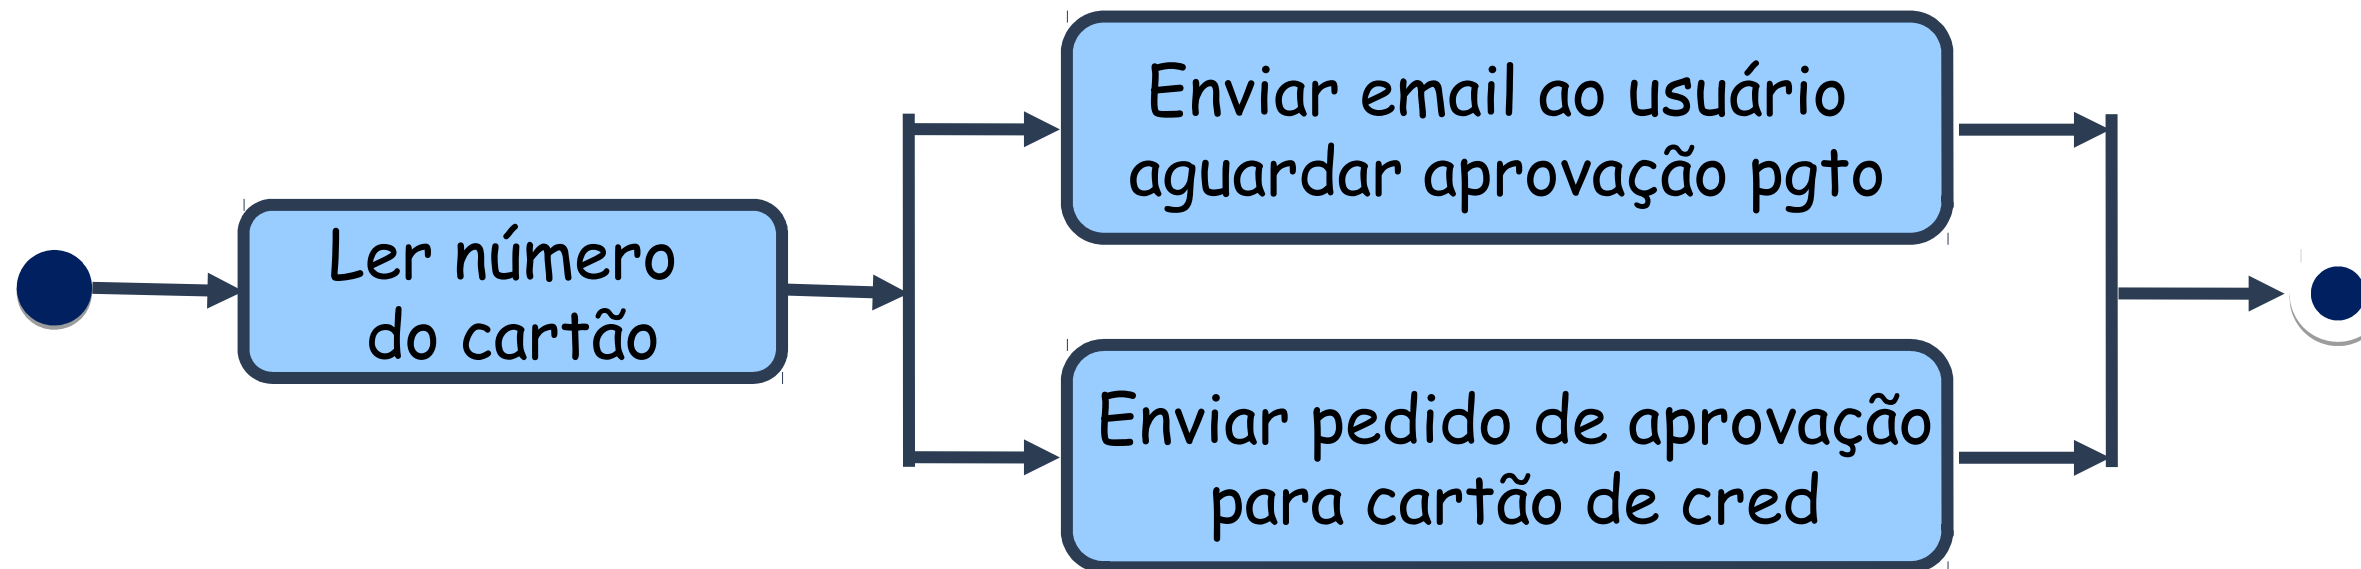 Ler número
do cartão
Enviar email ao usuário
aguardar aprovação pgto
Enviar pedido de aprovação
para cartão de cred